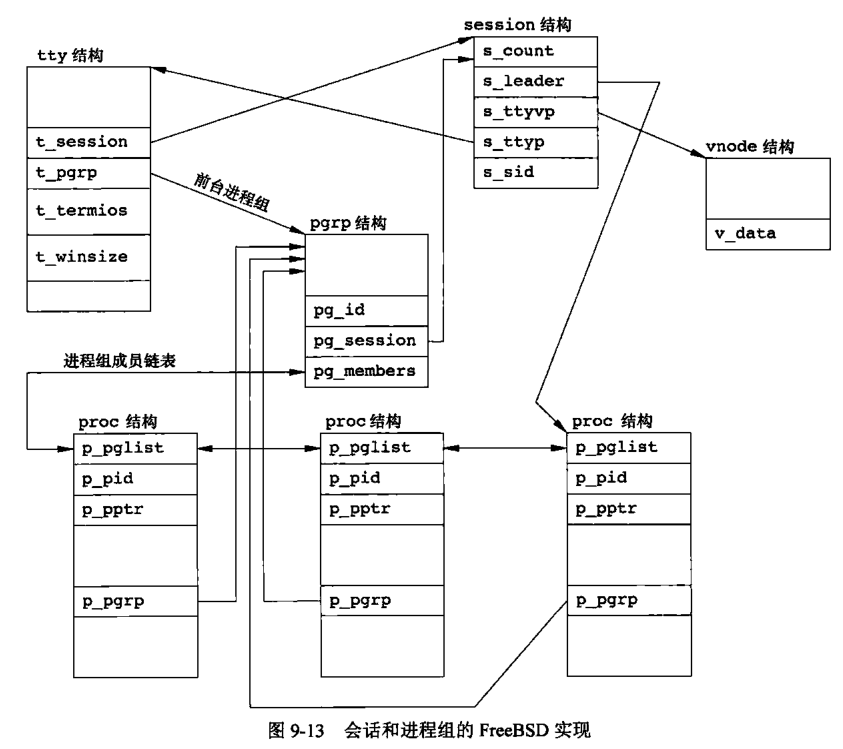 session 结构
s_count
s_leader
s_ttyvp
s_ttyp
s_sid
tty 结构
t_session
t_pgrp
t_termios
t_winsize
前台进程组
vnode 结构
v_data
pgrp 结构
pg_id
pg_session
pg_members
进程组成员链表
proc 结构
p_pglist
p_pid
p_pptr
p_pgrp
proc 结构
p_pglist
p_pid
p_pptr
p_pgrp
proc 结构
p_pglist
p_pid
p_pptr
p_pgrp
图 9-13 会话和进程组的 FreeBSD 实现